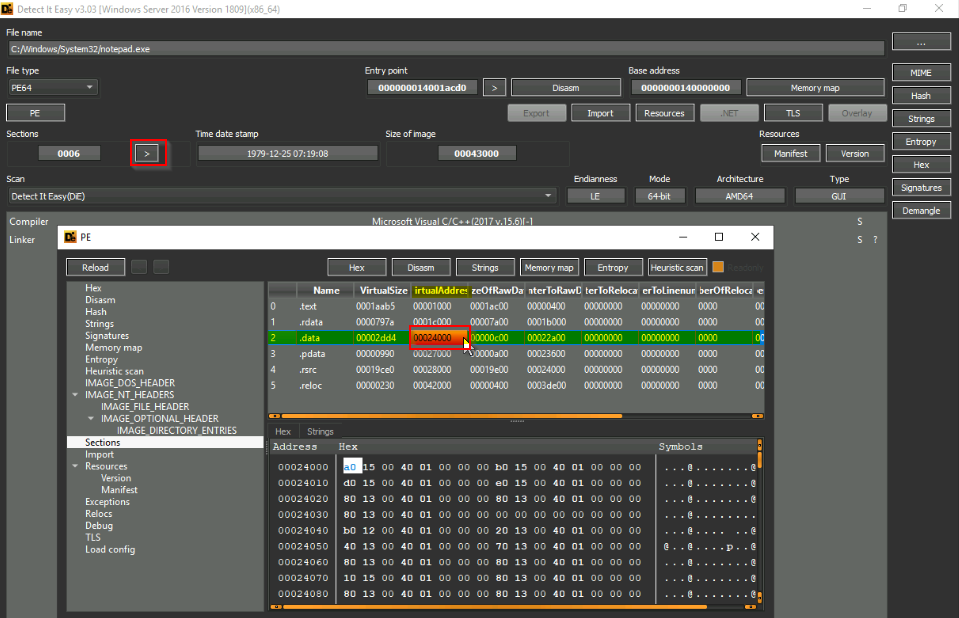 Detect It Easy v3.03 [Windows Server 2016 Version 1809](x86_64)
File name
C:/Windows/System32/notepad.exe
...
File type Entry point Base address
PE64 000000014001acd0 > Disasm 0000000140000000 Memory map MIME
PE Export Import Resources .NET TLS Overlay Hash
Sections Time date stamp Size of image Resources Strings
0006 > 1979-12-25 07:19:08 00043000 Manifest Version Entropy
Scan Endianness Mode Architecture Type Hex
Detect It Easy(DiE) LE 64-bit AMD64 GUI Signatures
Demangle
Compiler Microsoft Visual C/C++(2017 v.15.6)[-] S
Linker S ?
PE
Reload Hex Disasm Strings Memory map Entropy Heuristic scan Readonly
Hex
Disasm
Hash
Strings
Signatures
Memory map
Entropy
Heuristic scan
IMAGE_DOS_HEADER
IMAGE_NT_HEADERS
IMAGE_FILE_HEADER
IMAGE_OPTIONAL_HEADER
IMAGE_DIRECTORY_ENTRIES
Sections
Import
Resources
Version
Manifest
Exceptions
Relocs
Debug
TLS
Load config
Name VirtualSize irtualAddres zeOfRawDa nterToRawD terToReloca erToLinenum berOfReloca e
0 .text 0001aab5 00001000 0001ac00 00000400 00000000 00000000 00000000 00
1 .rdata 0000797a 0001c000 00007a00 0001b000 00000000 00000000 00000000 00
2 .data 00002dd4 00024000 00000c00 00022a00 00000000 00000000 00000000 00
3 .pdata 00000990 00027000 00000a00 00023600 00000000 00000000 00000000 00
4 .rsrc 00019ce0 00028000 00019e00 00024000 00000000 00000000 00000000 00
5 .reloc 00000230 00042000 00000400 0003de00 00000000 00000000 00000000 00
Hex Strings
Address Hex Symbols
00024000 a0 15 00 40 01 00 00 00 b0 15 00 40 01 00 00 00 ...@.......@
00024010 d0 15 00 40 01 00 00 00 e0 15 00 40 01 00 00 00 ...@.......@
00024020 80 13 00 40 01 00 00 00 80 13 00 40 01 00 00 00 ...@.......@
00024030 80 13 00 40 01 00 00 00 00 00 00 00 00 00 00 00 ...@........
00024040 b0 12 00 40 01 00 00 00 20 13 00 40 01 00 00 00 ...@.... ..@
00024050 40 13 00 40 01 00 00 00 70 13 00 40 01 00 00 00 @..@....p..@
00024060 80 13 00 40 01 00 00 00 80 13 00 40 01 00 00 00 ...@.......@
00024070 10 15 00 40 01 00 00 00 80 13 00 40 01 00 00 00 ...@.......@
00024080 80 13 00 40 01 00 00 00 80 13 00 40 01 00 00 00 ...@.......@